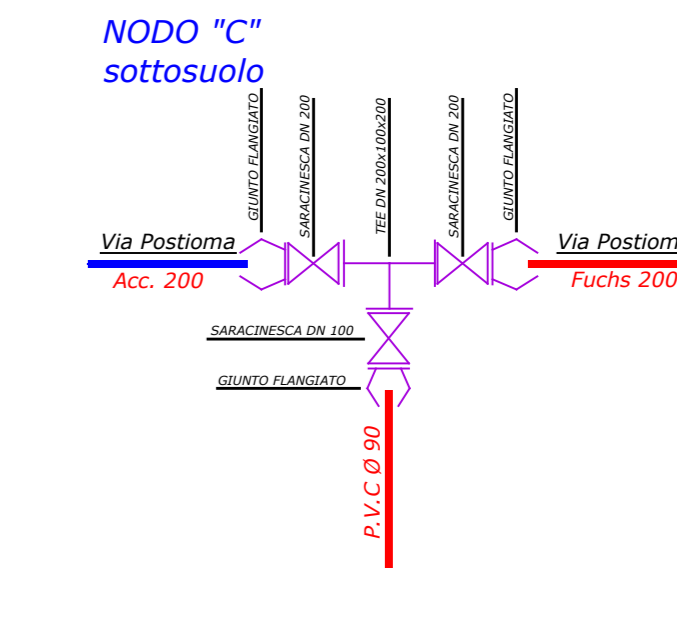 NODO "C"
sottosuolo
GIUNTO FLANGIATO
SARACINESCA DN 200
TEE DN 200x100x200
SARACINESCA DN 200
GIUNTO FLANGIATO
Via Postioma
Via Postiom
Acc. 200
Fuchs 200
SARACINESCA DN 100
GIUNTO FLANGIATO
P.V.C Ø 90